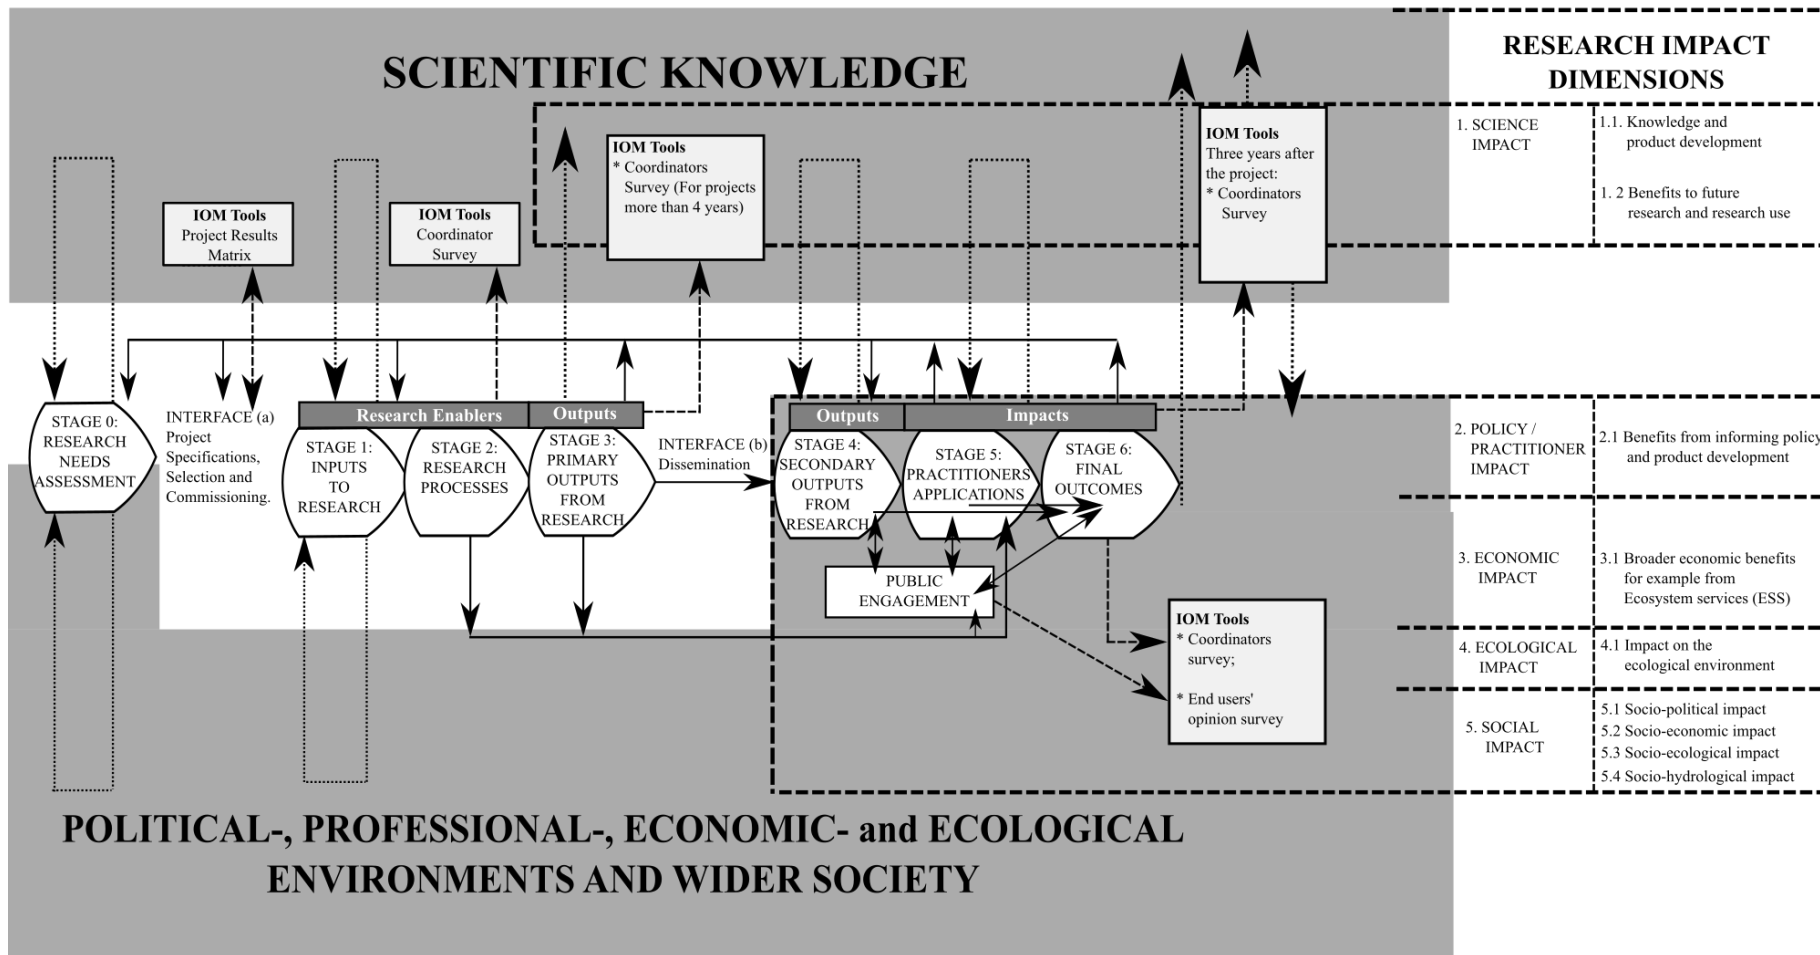 SCIENTIFIC KNOWLEDGE
RESEARCH IMPACT
DIMENSIONS
IOM Tools
Project Results
Matrix
IOM Tools
Coordinator
Survey
IOM Tools
* Coordinators
Survey (For projects
more than 4 years)
IOM Tools
Three years after
the project:
* Coordinators
Survey
1. SCIENCE
IMPACT
1.1. Knowledge and
product development
1. 2 Benefits to future
research and research use
STAGE 0:
RESEARCH
NEEDS
ASSESSMENT
INTERFACE (a)
Project
Specifications,
Selection and
Commissioning.
Research Enablers
Outputs
STAGE 1:
INPUTS
TO
RESEARCH
STAGE 2:
RESEARCH
PROCESSES
STAGE 3:
PRIMARY
OUTPUTS
FROM
RESEARCH
INTERFACE (b)
Dissemination
Outputs
Impacts
STAGE 4:
SECONDARY
OUTPUTS
FROM
RESEARCH
STAGE 5:
PRACTITIONERS
APPLICATIONS
STAGE 6:
FINAL
OUTCOMES
PUBLIC
ENGAGEMENT
IOM Tools
* Coordinators
survey;
* End users'
opinion survey
2. POLICY /
PRACTITIONER
IMPACT
2.1 Benefits from informing policy
and product development
3. ECONOMIC
IMPACT
3.1 Broader economic benefits
for example from
Ecosystem services (ESS)
4. ECOLOGICAL
IMPACT
4.1 Impact on the
ecological environment
5. SOCIAL
IMPACT
5.1 Socio-political impact
5.2 Socio-economic impact
5.3 Socio-ecological impact
5.4 Socio-hydrological impact
POLITICAL-, PROFESSIONAL-, ECONOMIC- and ECOLOGICAL
ENVIRONMENTS AND WIDER SOCIETY